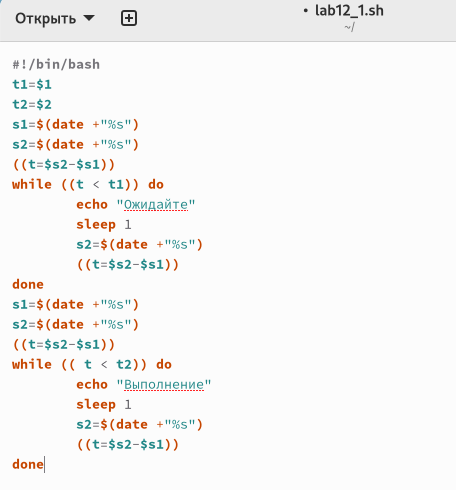 Открыть
• lab12_1.sh
~/
#!/bin/bash
t1=$1
t2=$2
s1=$(date +"%s")
s2=$(date +"%s")
((t=$s2-$s1))
while ((t < t1)) do
        echo "Ожидайте"
        sleep 1
        s2=$(date +"%s")
        ((t=$s2-$s1))
done
s1=$(date +"%s")
s2=$(date +"%s")
((t=$s2-$s1))
while (( t < t2)) do
        echo "Выполнение"
        sleep 1
        s2=$(date +"%s")
        ((t=$s2-$s1))
done